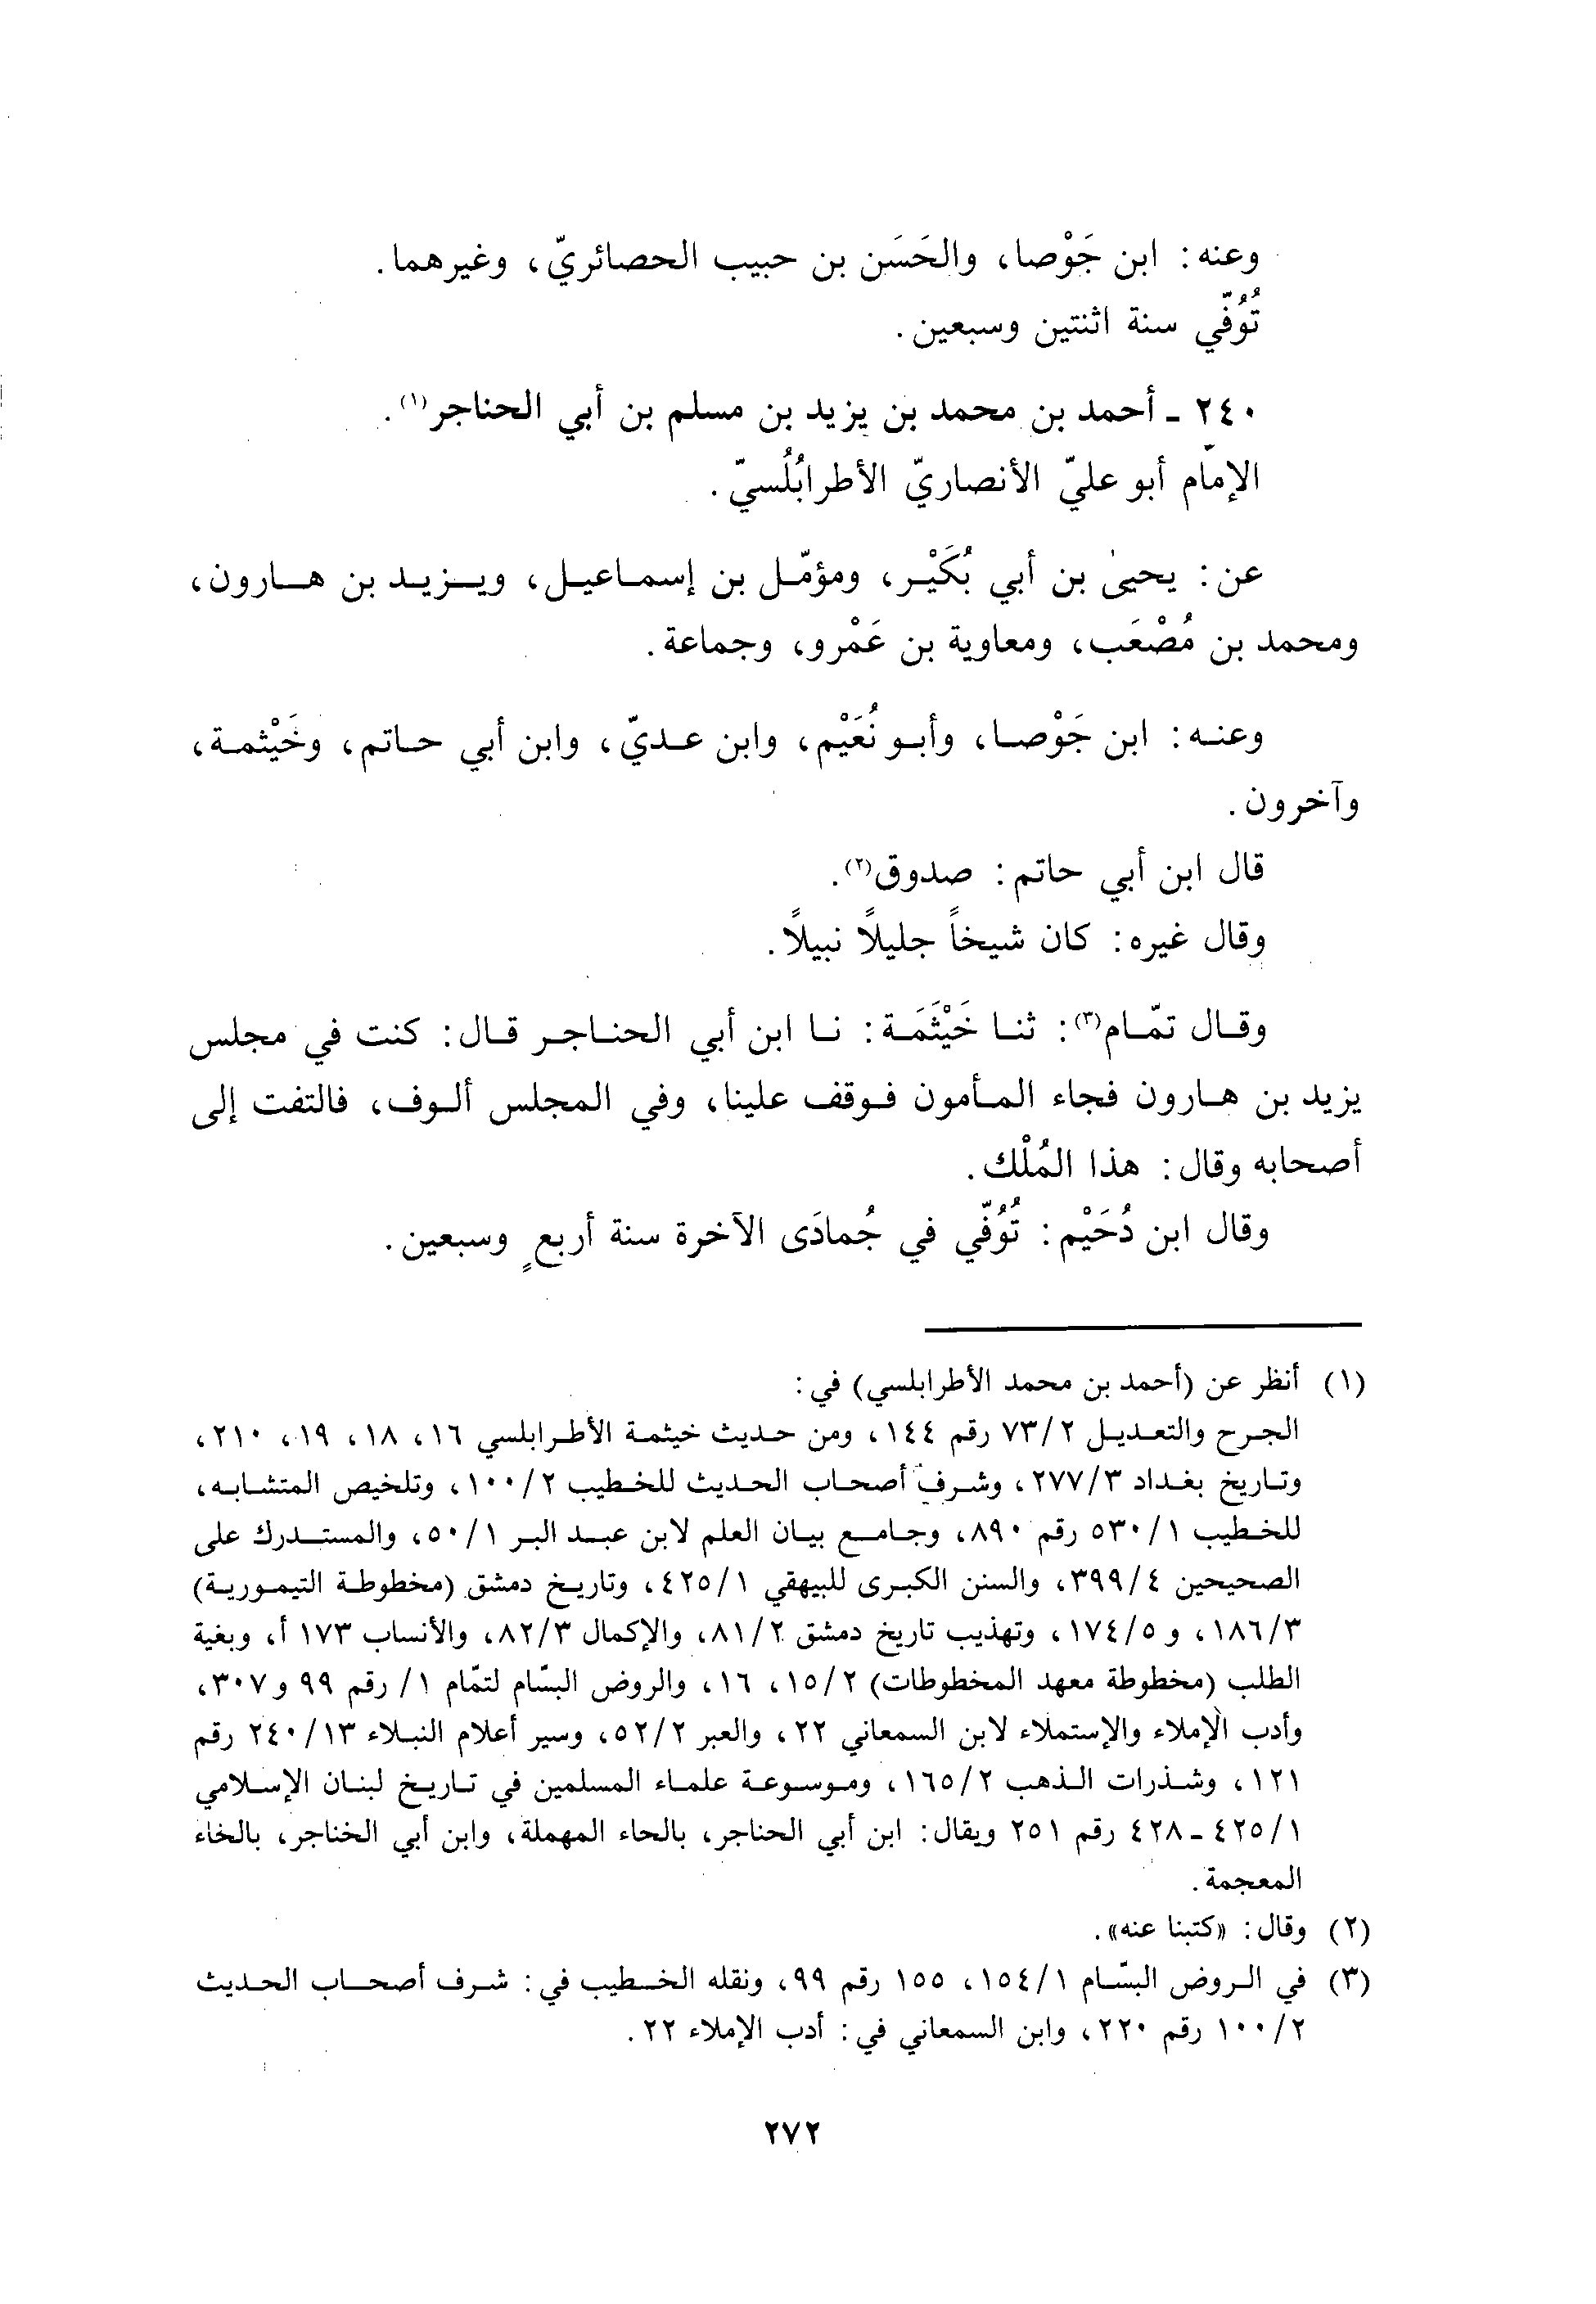 وعنه: ابن جَوْصا، والحَسَن بن حبيب الحصائريّ، وغيرهما.
تُوُفّي سنة اثنتين وسبعين.
٢٤٠ ـ أحمد بن محمد بن يزيد بن مسلم بن أبي الحناجر(١).
الإمام أبو عليّ الأنصاريّ الأطرابُلُسيّ.
عن: يحيىٰ بن أبي بُكَيْر، ومؤمّل بن إسماعيل، ويزيد بن هارون،
ومحمد بن مُصْعَب، ومعاوية بن عَمْرو، وجماعة.
وعنه: ابن جَوْصا، وأبو نُعَيْم، وابن عديّ، وابن أبي حاتم، وخَيْثمة،
وآخرون.
قال ابن أبي حاتم: صدوق(٢).
وقال غيره: كان شيخاً جليلاً نبيلاً.
وقال تمّام(٣): ثنا خَيْثَمَة: نا ابن أبي الحناجر قال: كنت في مجلس
يزيد بن هارون فجاء المأمون فوقف علينا، وفي المجلس ألوف، فالتفت إلى
أصحابه وقال: هذا المُلْك.
وقال ابن دُحَيْم: تُوُفّي في جُمادَى الآخرة سنة أربعٍ وسبعين.
(١) أنظر عن (أحمد بن محمد الأطرابلسي) في:
الجرح والتعديل ٧٣/٢ رقم ١٤٤، ومن حديث خيثمة الأطرابلسي ١٦، ١٨، ١٩، ٢١٠،
وتاريخ بغداد ٢٧٧/٣، وشرف أصحاب الحديث للخطيب ١٠٠/٢، وتلخيص المتشابه،
للخطيب ٥٣٠/١ رقم ٨٩٠، وجامع بيان العلم لابن عبد البر ٥٠/١، والمستدرك على
الصحيحين ٣٩٩/٤، والسنن الكبرى للبيهقي ٤٢٥/١، وتاريخ دمشق (مخطوطة التيمورية)
١٨٦/٣، و ١٧٤/٥، وتهذيب تاريخ دمشق ٨١/٢، والإكمال ٨٢/٣، والأنساب ١٧٣ أ، وبغية
الطلب (مخطوطة معهد المخطوطات) ١٥/٢، ١٦، والروض البسّام لتمّام ١/ رقم ٩٩ و٣٠٧،
وأدب الإملاء والإستملاء لابن السمعاني ٢٢، والعبر ٥٢/٢، وسير أعلام النبلاء ٢٤٠/١٣ رقم
١٢١، وشذرات الذهب ١٦٥/٢، وموسوعة علماء المسلمين في تاريخ لبنان الإسلامي
٤٢٥/١ ـ ٤٢٨ رقم ٢٥١ ويقال: ابن أبي الحناجر، بالحاء المهملة، وابن أبي الخناجر، بالخاء
المعجمة.
(٢) وقال: «كتبنا عنه».
(٣) في الروض البسّام ١٥٤/١، ١٥٥ رقم ٩٩، ونقله الخطيب في: شرف أصحاب الحديث
١٠٠/٢ رقم ٢٢٠، وابن السمعاني في: أدب الإملاء ٢٢.
٢٧٢